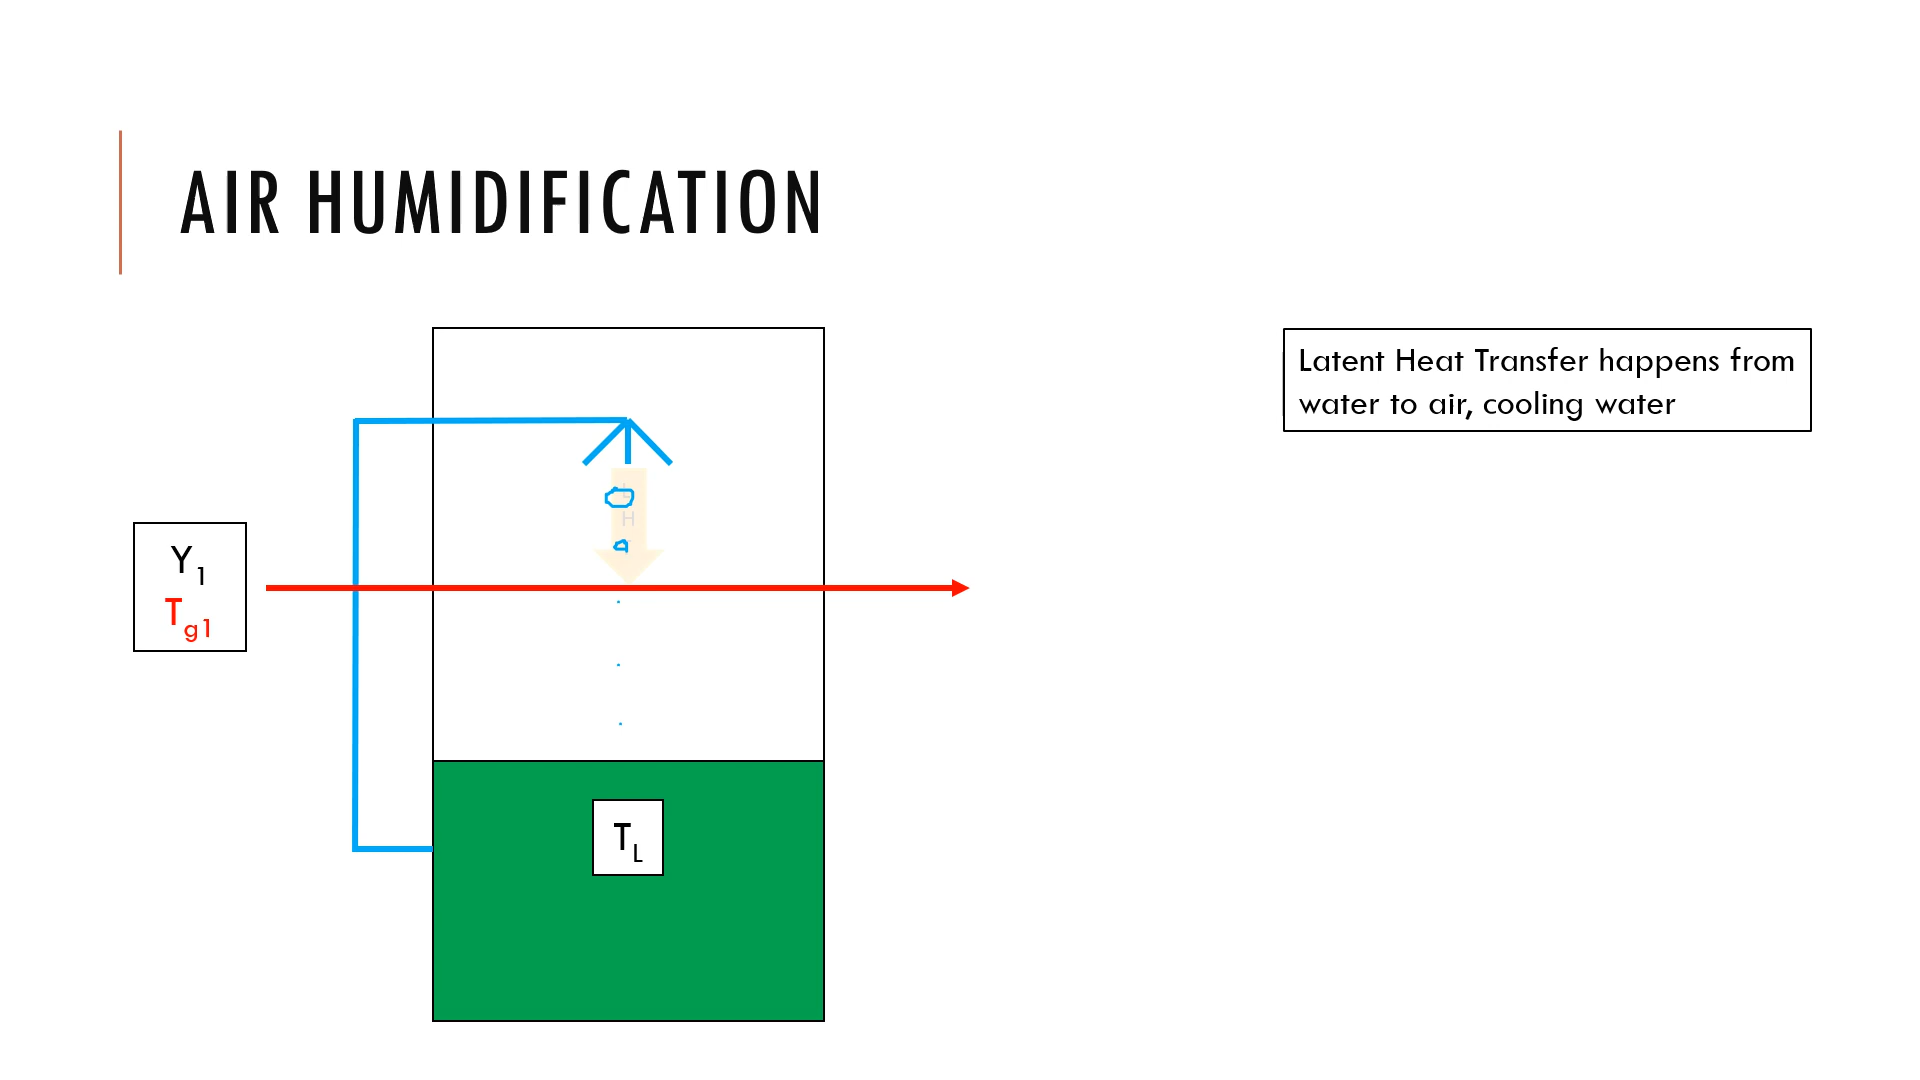 AIR HUMIDIFICATION
Latent Heat Transfer happens from
water to air, cooling water
L
H
Y1
Tg1
TL